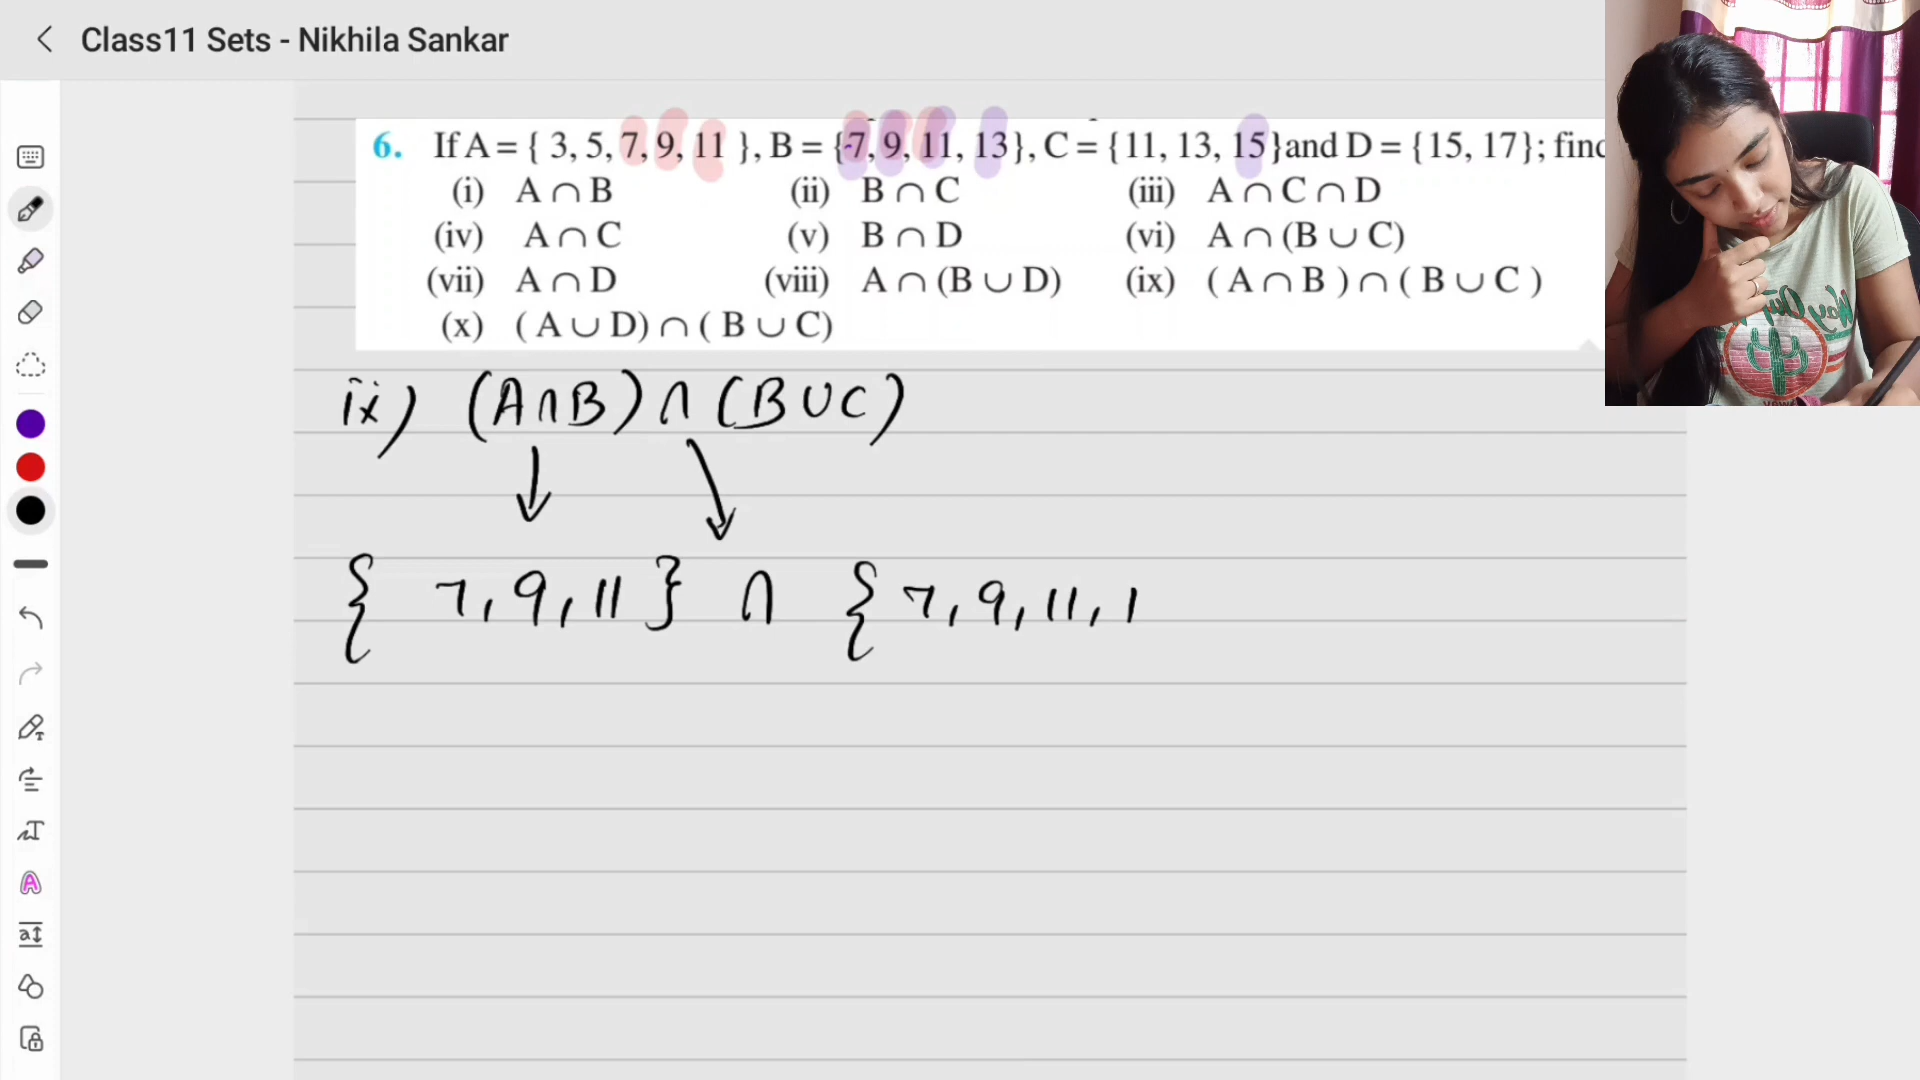 Class11 Sets - Nikhila Sankar
6. If A = { 3, 5, 7, 9, 11 }, B = {7, 9, 11, 13}, C = {11, 13, 15}and D = {15, 17}; find
(i) A ∩ B (ii) B ∩ C (iii) A ∩ C ∩ D
(iv) A ∩ C (v) B ∩ D (vi) A ∩ (B ∪ C)
(vii) A ∩ D (viii) A ∩ (B ∪ D) (ix) ( A ∩ B ) ∩ ( B ∪ C )
(x) ( A ∪ D) ∩ ( B ∪ C)
ix) (A∩B) ∩ (B∪C)
{ 7, 9, 11 } ∩ { 7, 9, 11, 1